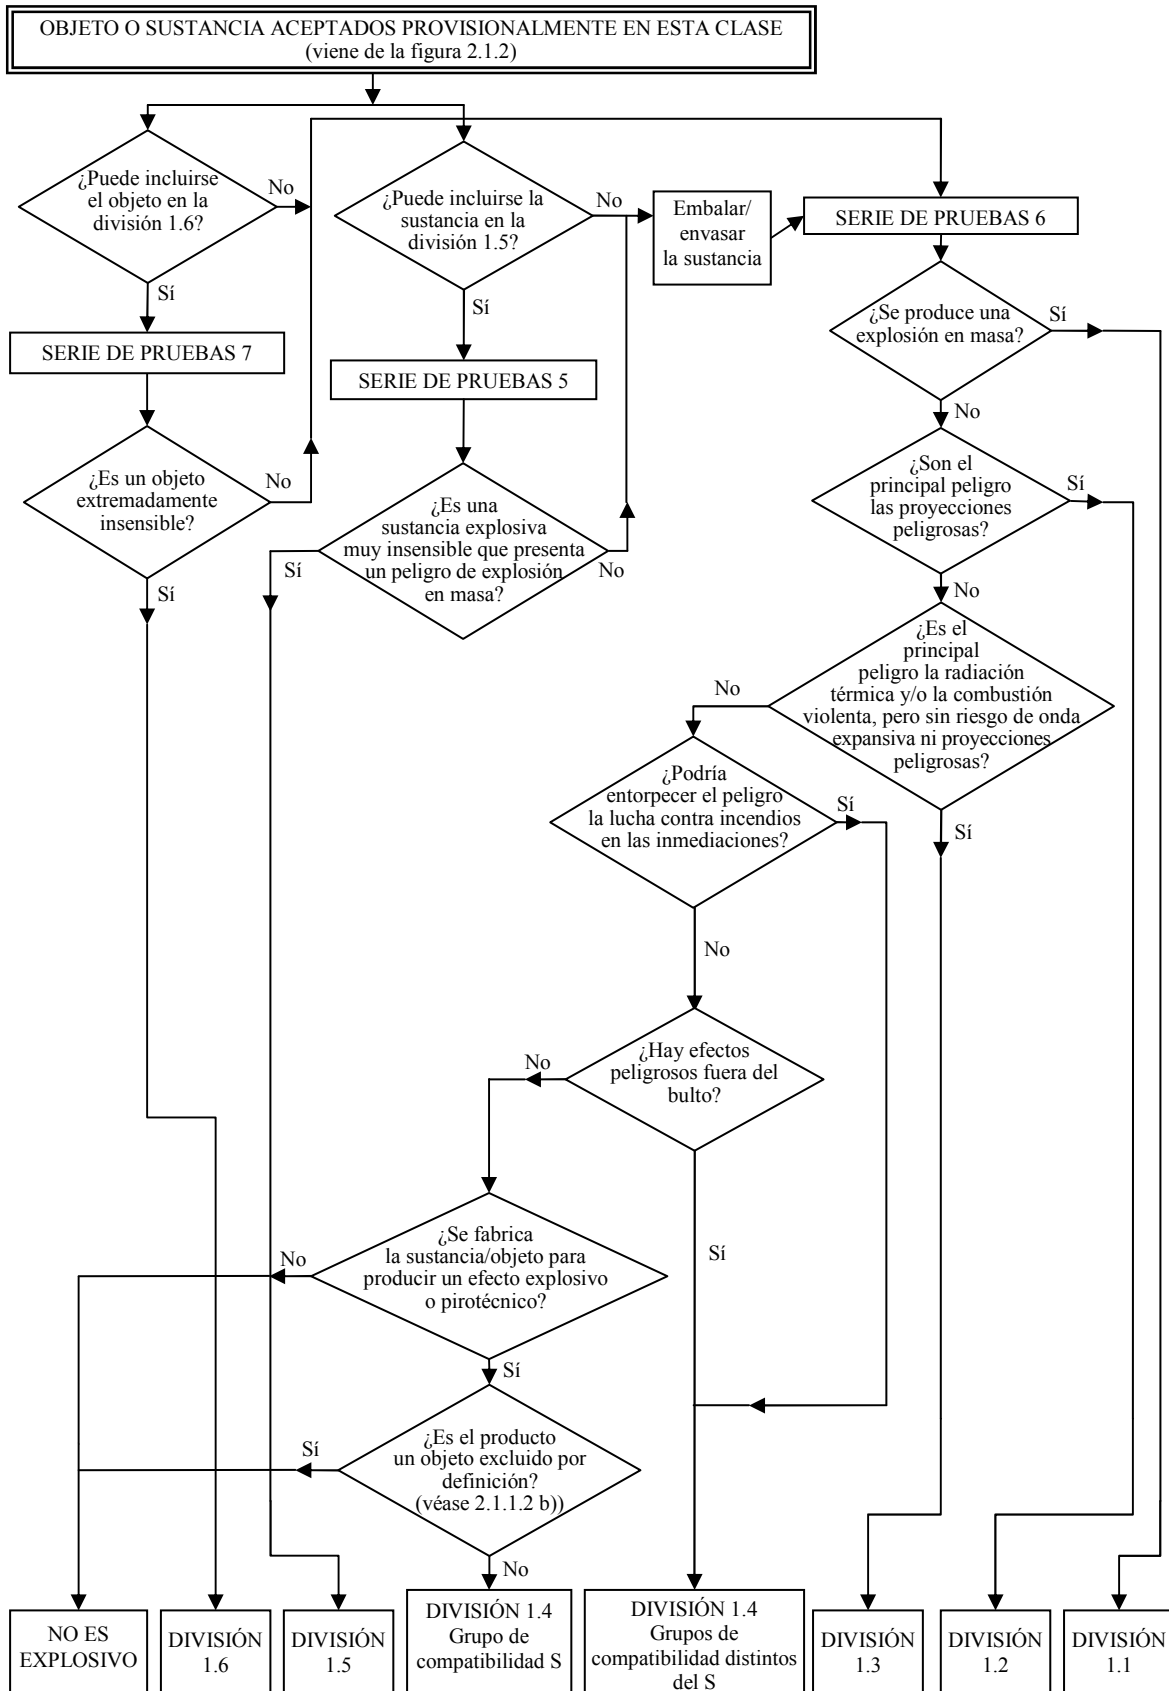 OBJETO O SUSTANCIA ACEPTADOS PROVISIONALMENTE EN ESTA CLASE
(viene de la figura 2.1.2)
¿Puede incluirse
el objeto en la
división 1.6?
No
Sí
SERIE DE PRUEBAS 7
¿Es un objeto
extremadamente
insensible?
No
Sí
¿Puede incluirse la
sustancia en la
división 1.5?
No
Sí
SERIE DE PRUEBAS 5
¿Es una
sustancia explosiva
muy insensible que presenta
un peligro de explosión
en masa?
Sí
No
Embalar/
envasar
la sustancia
SERIE DE PRUEBAS 6
¿Se produce una
explosión en masa?
Sí
No
¿Son el
principal peligro
las proyecciones
peligrosas?
Sí
No
¿Es el
principal
peligro la radiación
térmica y/o la combustión
violenta, pero sin riesgo de onda
expansiva ni proyecciones
peligrosas?
No
Sí
¿Podría
entorpecer el peligro
la lucha contra incendios
en las inmediaciones?
Sí
No
¿Hay efectos
peligrosos fuera del
bulto?
No
Sí
¿Se fabrica
la sustancia/objeto para
producir un efecto explosivo
o pirotécnico?
No
Sí
¿Es el producto
un objeto excluido por
definición?
(véase 2.1.1.2 b))
Sí
No
NO ES
EXPLOSIVO
DIVISIÓN
1.6
DIVISIÓN
1.5
DIVISIÓN 1.4
Grupo de
compatibilidad S
DIVISIÓN 1.4
Grupos de
compatibilidad distintos
del S
DIVISIÓN
1.3
DIVISIÓN
1.2
DIVISIÓN
1.1